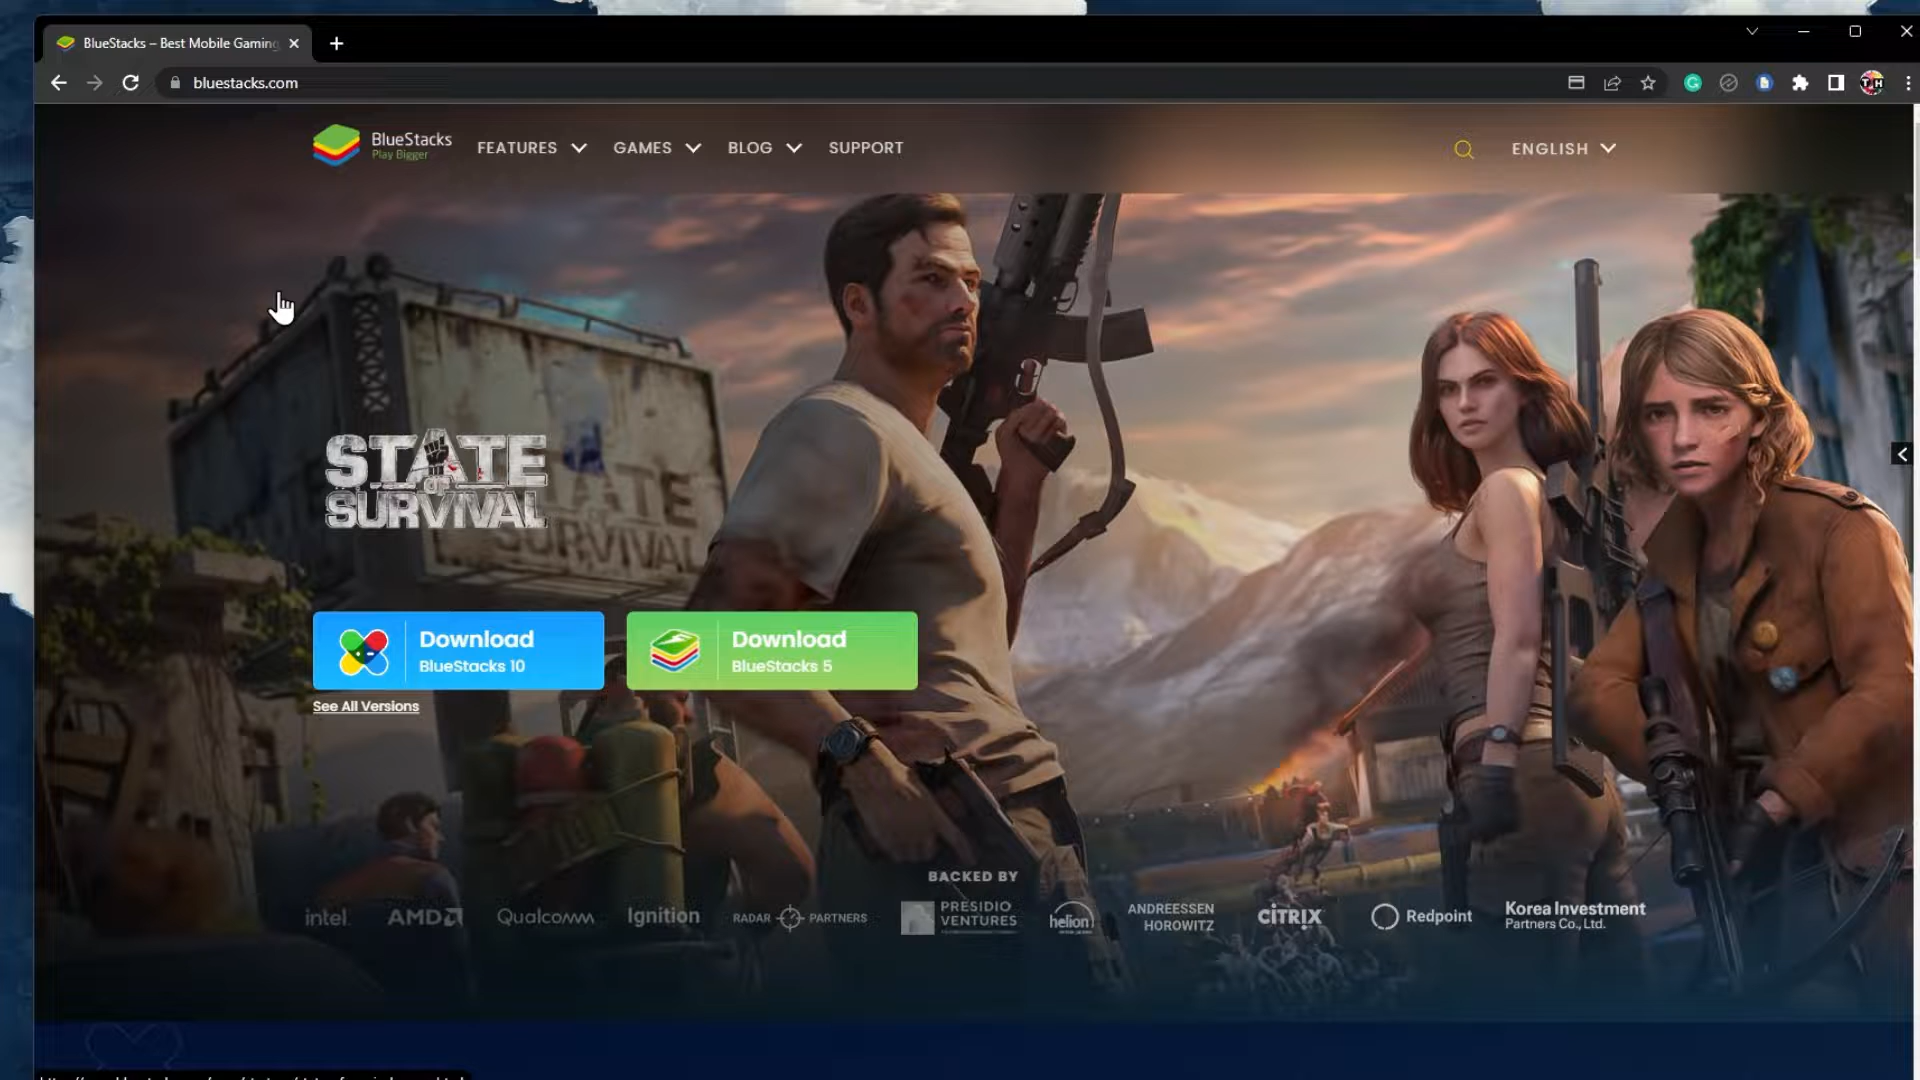 BlueStacks – Best Mobile Gaming
bluestacks.com
BlueStacks
Play Bigger
FEATURES
GAMES
BLOG
SUPPORT
ENGLISH
STATE
OF
SURVIVAL
STATE
SURVIVAL
Download
BlueStacks 10
Download
BlueStacks 5
See All Versions
BACKED BY
intel.
AMD
Qualcomm
Ignition
RADAR PARTNERS
PRESIDIO
VENTURES
helion
ANDREESSEN
HOROWITZ
CITRIX
Redpoint
Korea Investment
Partners Co., Ltd.